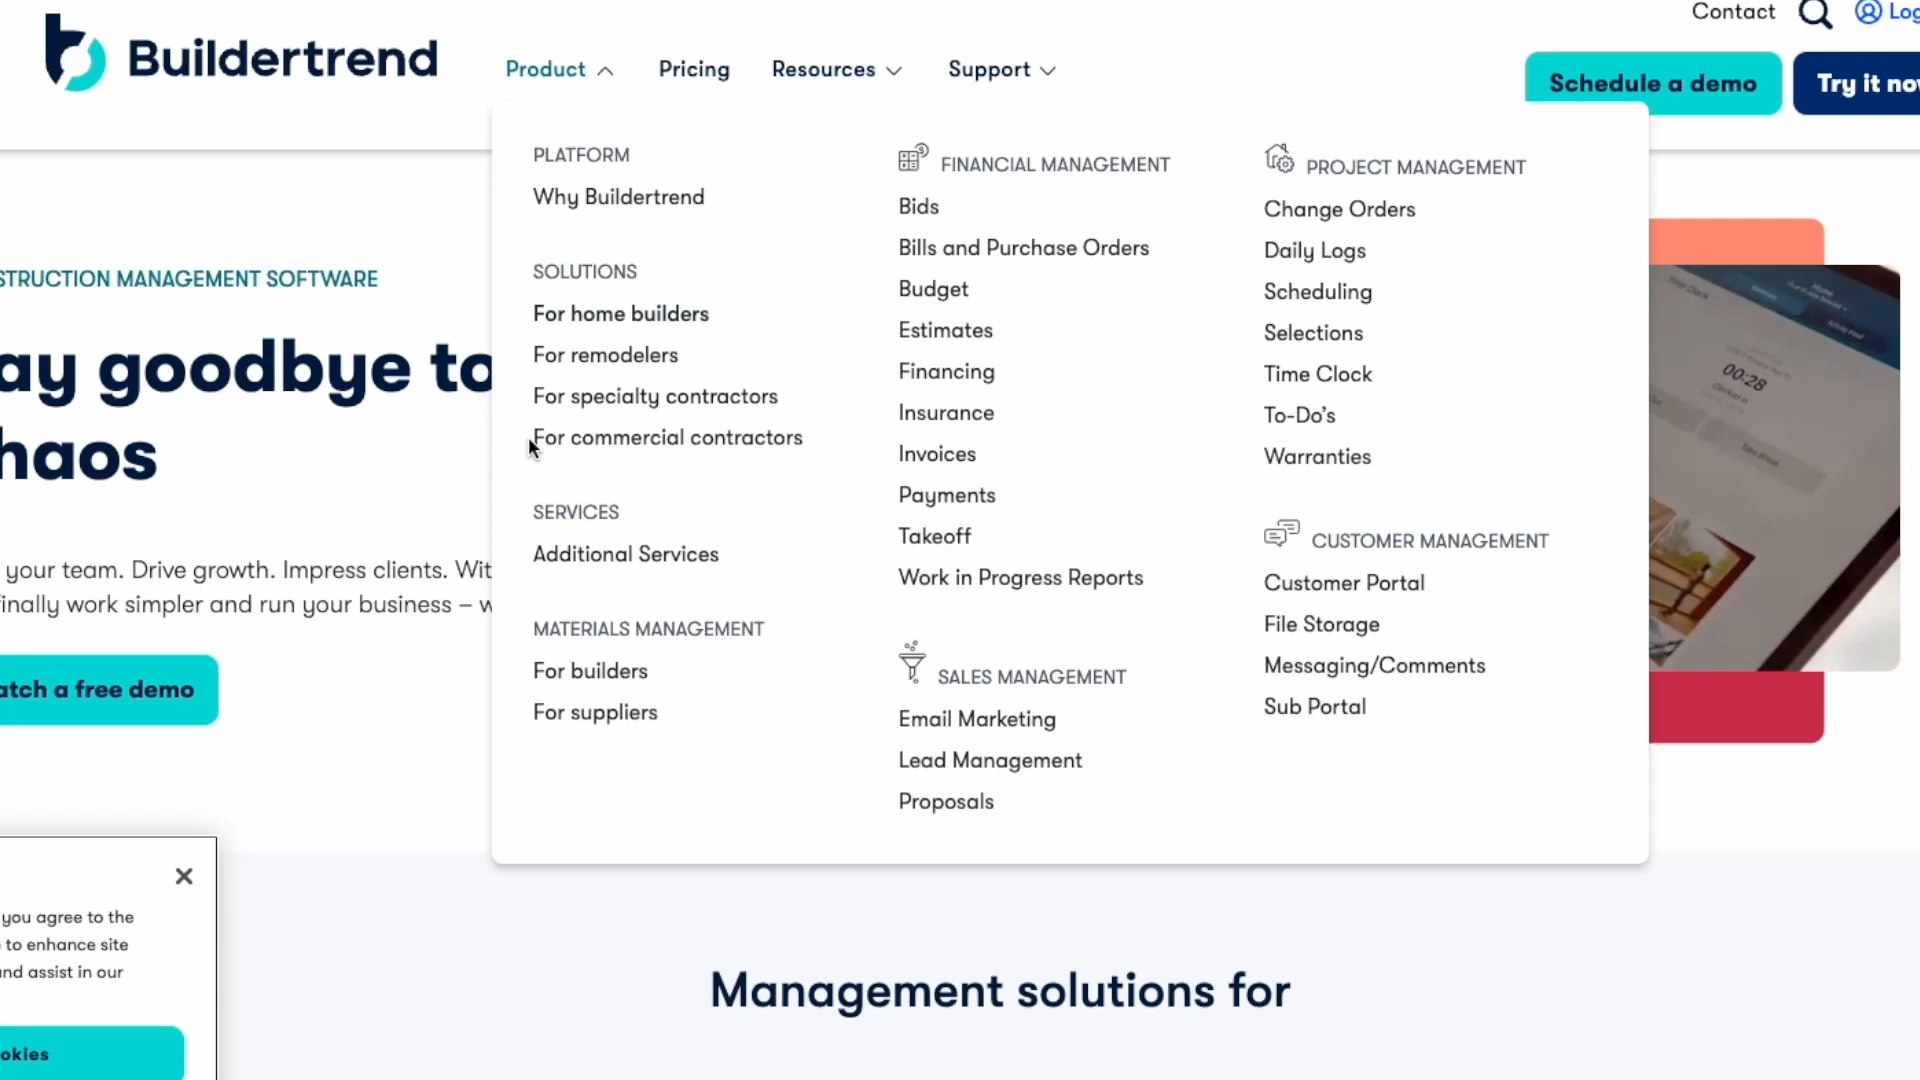 Contact
Buildertrend
Product
Pricing
Resources
Support
Schedule a demo
Try it
PLATFORM
Why Buildertrend
SOLUTIONS
For home builders
For remodelers
For specialty contractors
For commercial contractors
SERVICES
Additional Services
MATERIALS MANAGEMENT
For builders
For suppliers
FINANCIAL MANAGEMENT
Bids
Bills and Purchase Orders
Budget
Estimates
Financing
Insurance
Invoices
Payments
Takeoff
Work in Progress Reports
SALES MANAGEMENT
Email Marketing
Lead Management
Proposals
PROJECT MANAGEMENT
Change Orders
Daily Logs
Scheduling
Selections
Time Clock
To-Do's
Warranties
CUSTOMER MANAGEMENT
Customer Portal
File Storage
Messaging/Comments
Sub Portal
STRUCTION MANAGEMENT SOFTWARE
ay goodbye to
haos
your team. Drive growth. Impress clients. Wit
finally work simpler and run your business –
atch a free demo
00:28
you agree to the
to enhance site
and assist in our
okies
Management solutions for